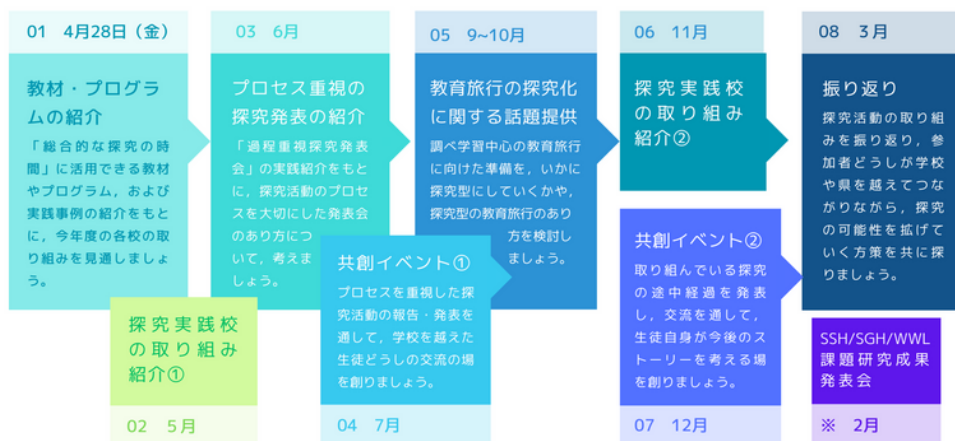 01 4月28日（金）
教材・プログラ
ムの紹介
「総合的な探究の時
間」に活用できる教材
やプログラム，および
実践事例の紹介をもと
に，今年度の各校の取
り組みを見通しましょ
う。
探究実践校
の取り組み
紹介①
02 5月
03 6月
プロセス重視の
探究発表の紹介
「過程重視探究発表
会」の実践紹介をもと
に，探究活動のプロセ
スを大切にした発表会
のあり方につ
いて，考えま
しょう。
共創イベント①
プロセスを重視した探
究活動の報告・発表を
通して，学校を越えた
生徒どうしの交流の場
を創りましょう。
04 7月
05 9~10月
教育旅行の探究化
に関する話題提供
調べ学習中心の教育旅行
に向けた準備を，いかに
探究型にしていくかや，
探究型の教育旅行のあり
方を検討し
ましょう。
06 11月
探究実践校
の取り組み
紹介②
共創イベント②
取り組んでいる探究
の途中経過を発表
し，交流を通して，
生徒自身が今後のス
トーリーを考える場
を創りましょう。
07 12月
08 3月
振り返り
探究活動の取り組
みを振り返り，参
加者どうしが学校
や県を越えてつな
がりながら，探究
の可能性を拡げて
いく方策を共に探
りましょう。
SSH/SGH/WWL
課題研究成果
発表会
※ 2月